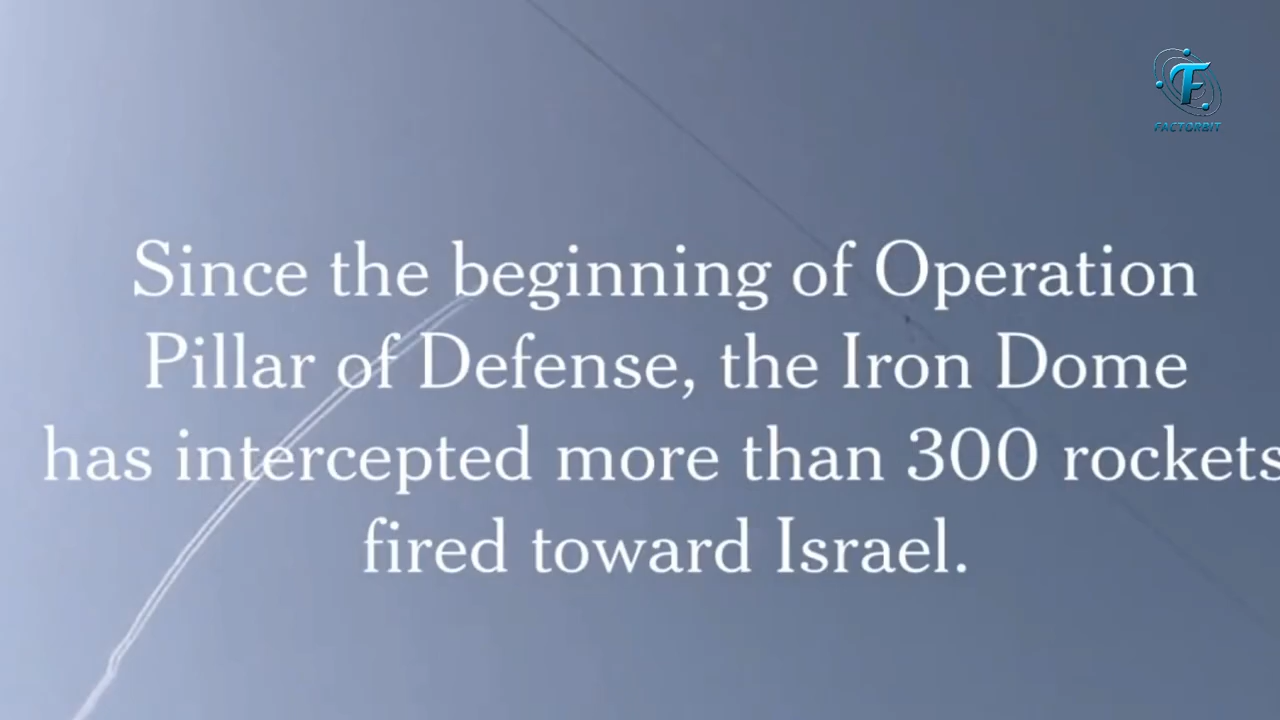 FACTORBIT
Since the beginning of Operation
Pillar of Defense, the Iron Dome
has intercepted more than 300 rockets
fired toward Israel.